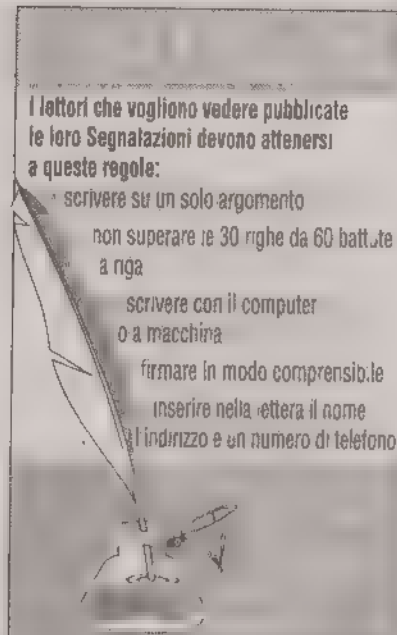 I lettori che vogliono vedere pubblicate
le loro Segnalazioni devono attenersi
a queste regole:
scrivere su un solo argomento
non superare le 30 righe da 60 battute
a riga
scrivere con il computer
o a macchina
firmare in modo comprensibile
inserire nella lettera il nome
l'indirizzo e un numero di telefono